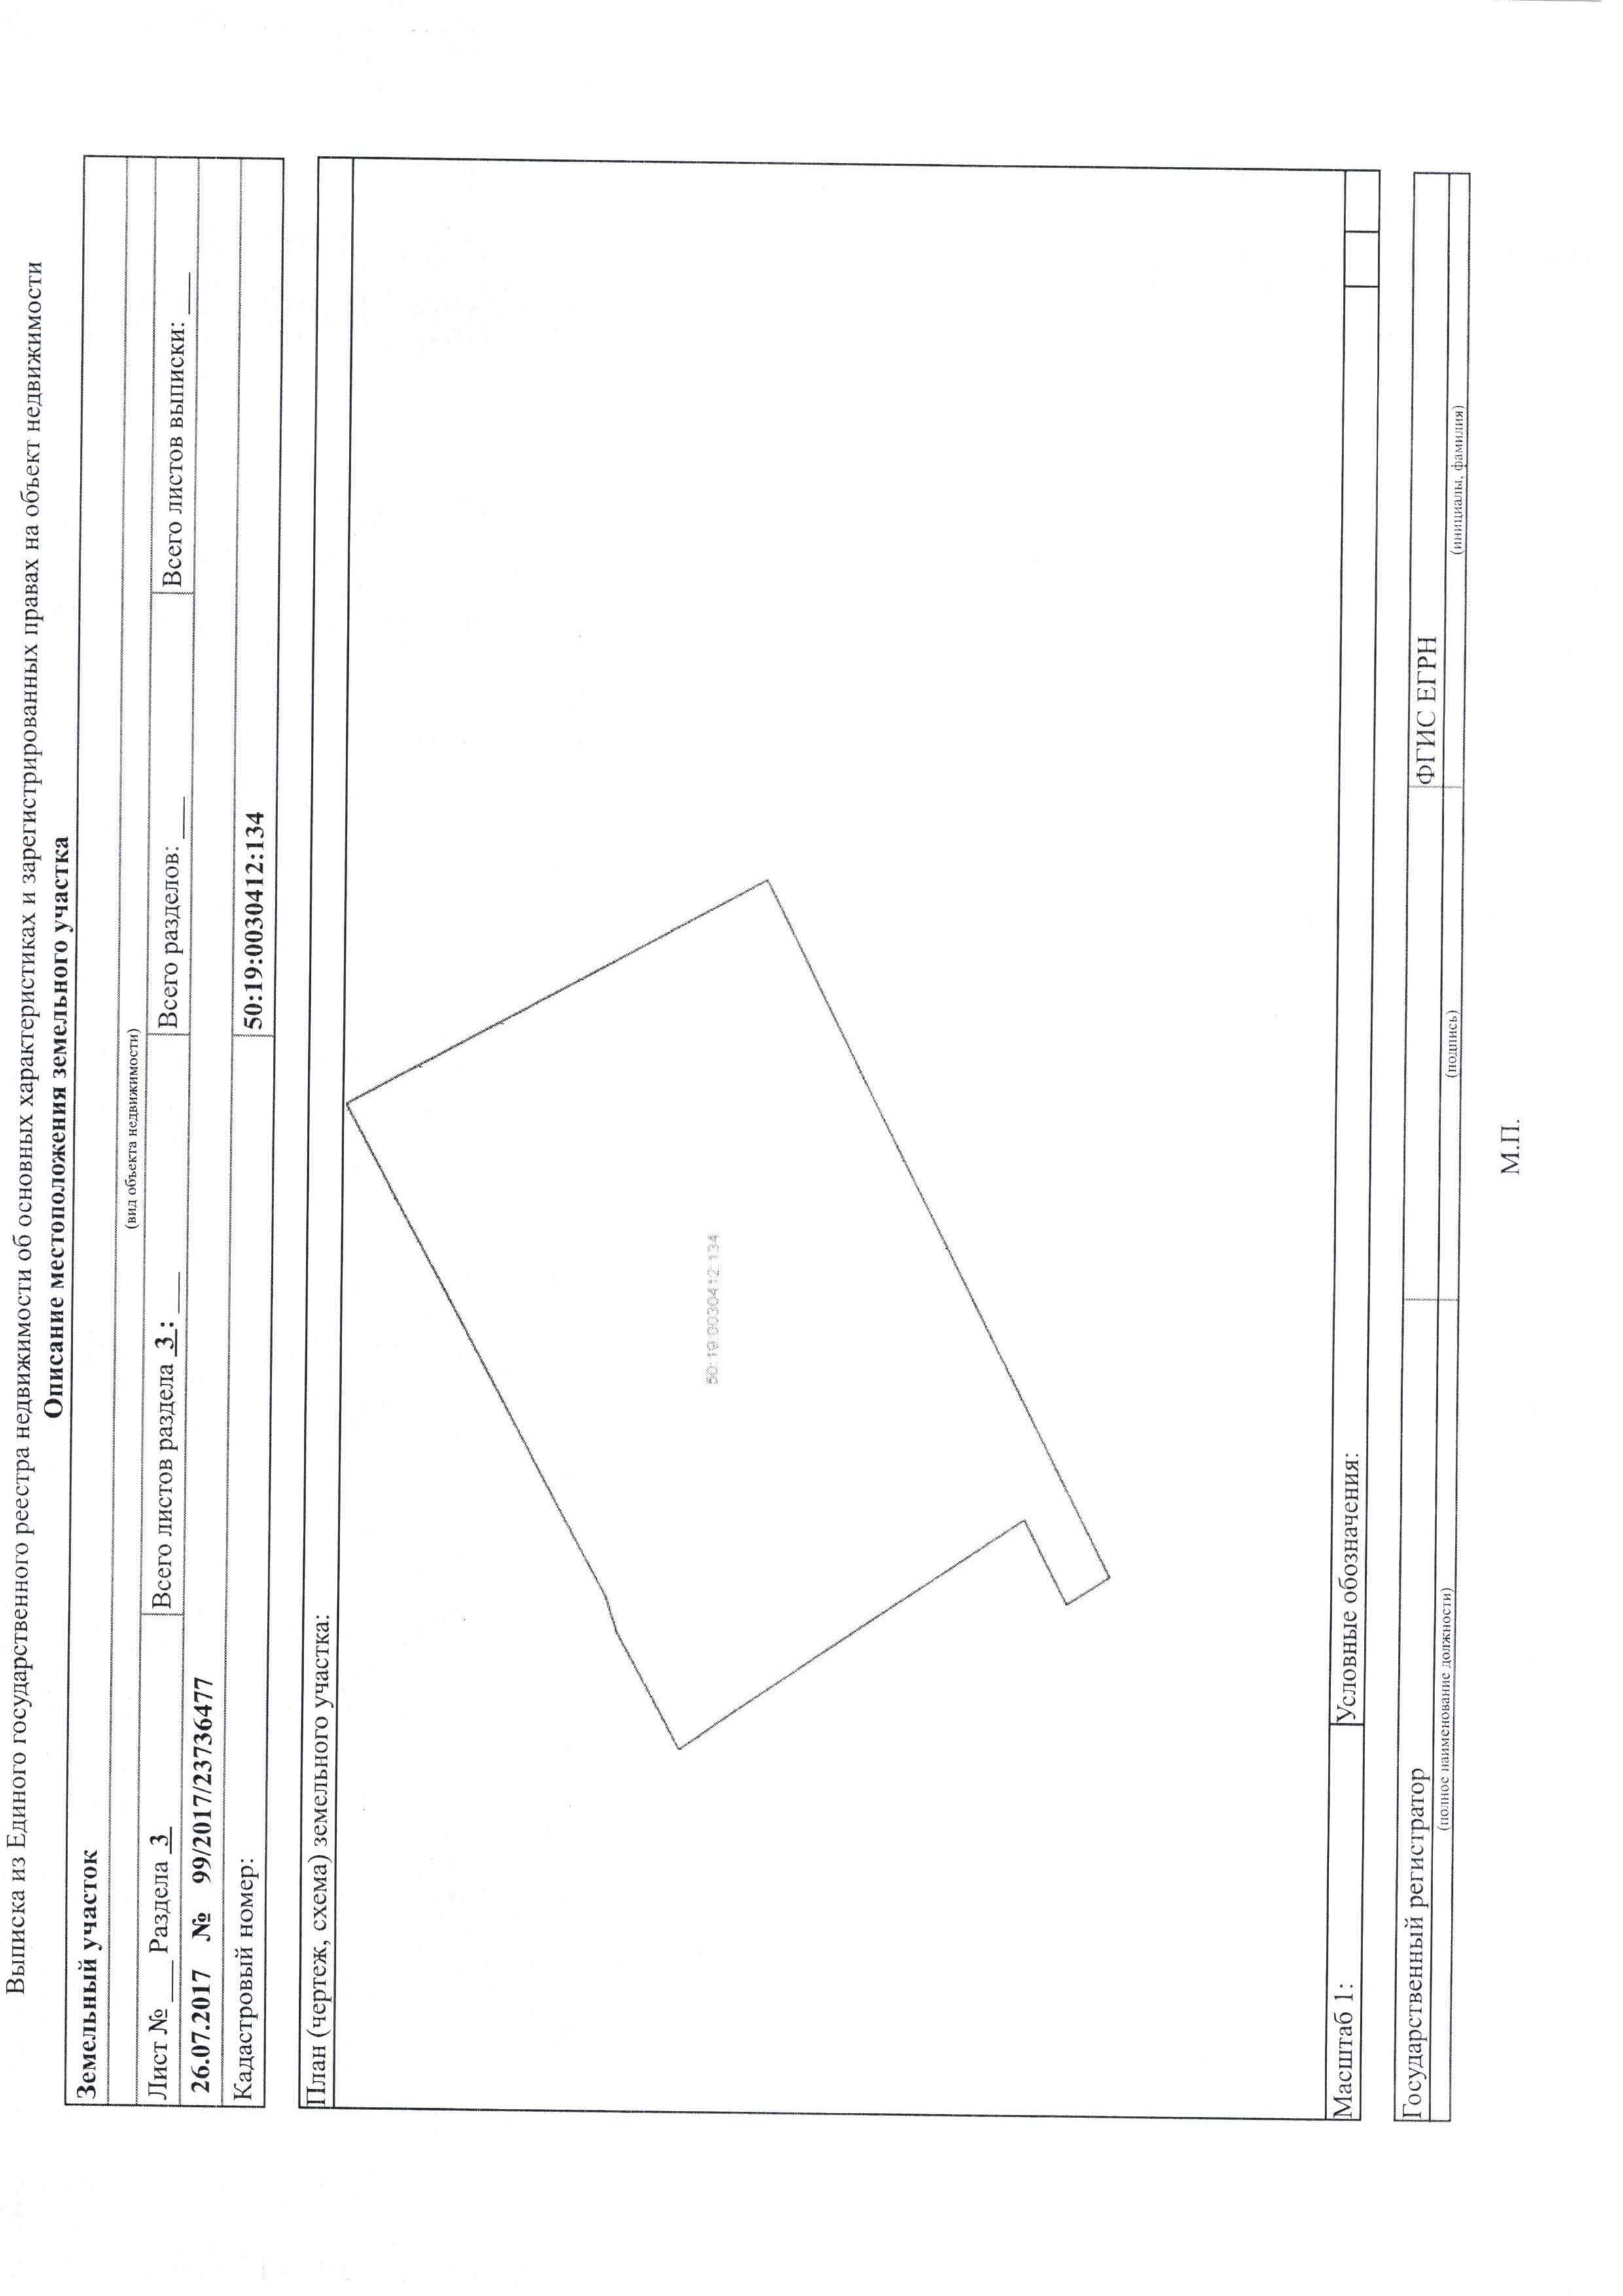 Выписка из Единого государственного реестра недвижимости об основных характеристиках и зарегистрированных правах на объект недвижимости
Описание местоположения земельного участка
Земельный участок
(вид объекта недвижимости)
Лист № ___ Раздела 3 Всего листов раздела 3 : ___ Всего разделов: ___ Всего листов выписки: ___
26.07.2017 № 99/2017/23736477
Кадастровый номер: 50:19:0030412:134
План (чертеж, схема) земельного участка:
50:19:0030412:134
Масштаб 1: Условные обозначения:
Государственный регистратор ФГИС ЕГРН
(полное наименование должности) (подпись) (инициалы, фамилия)
М.П.